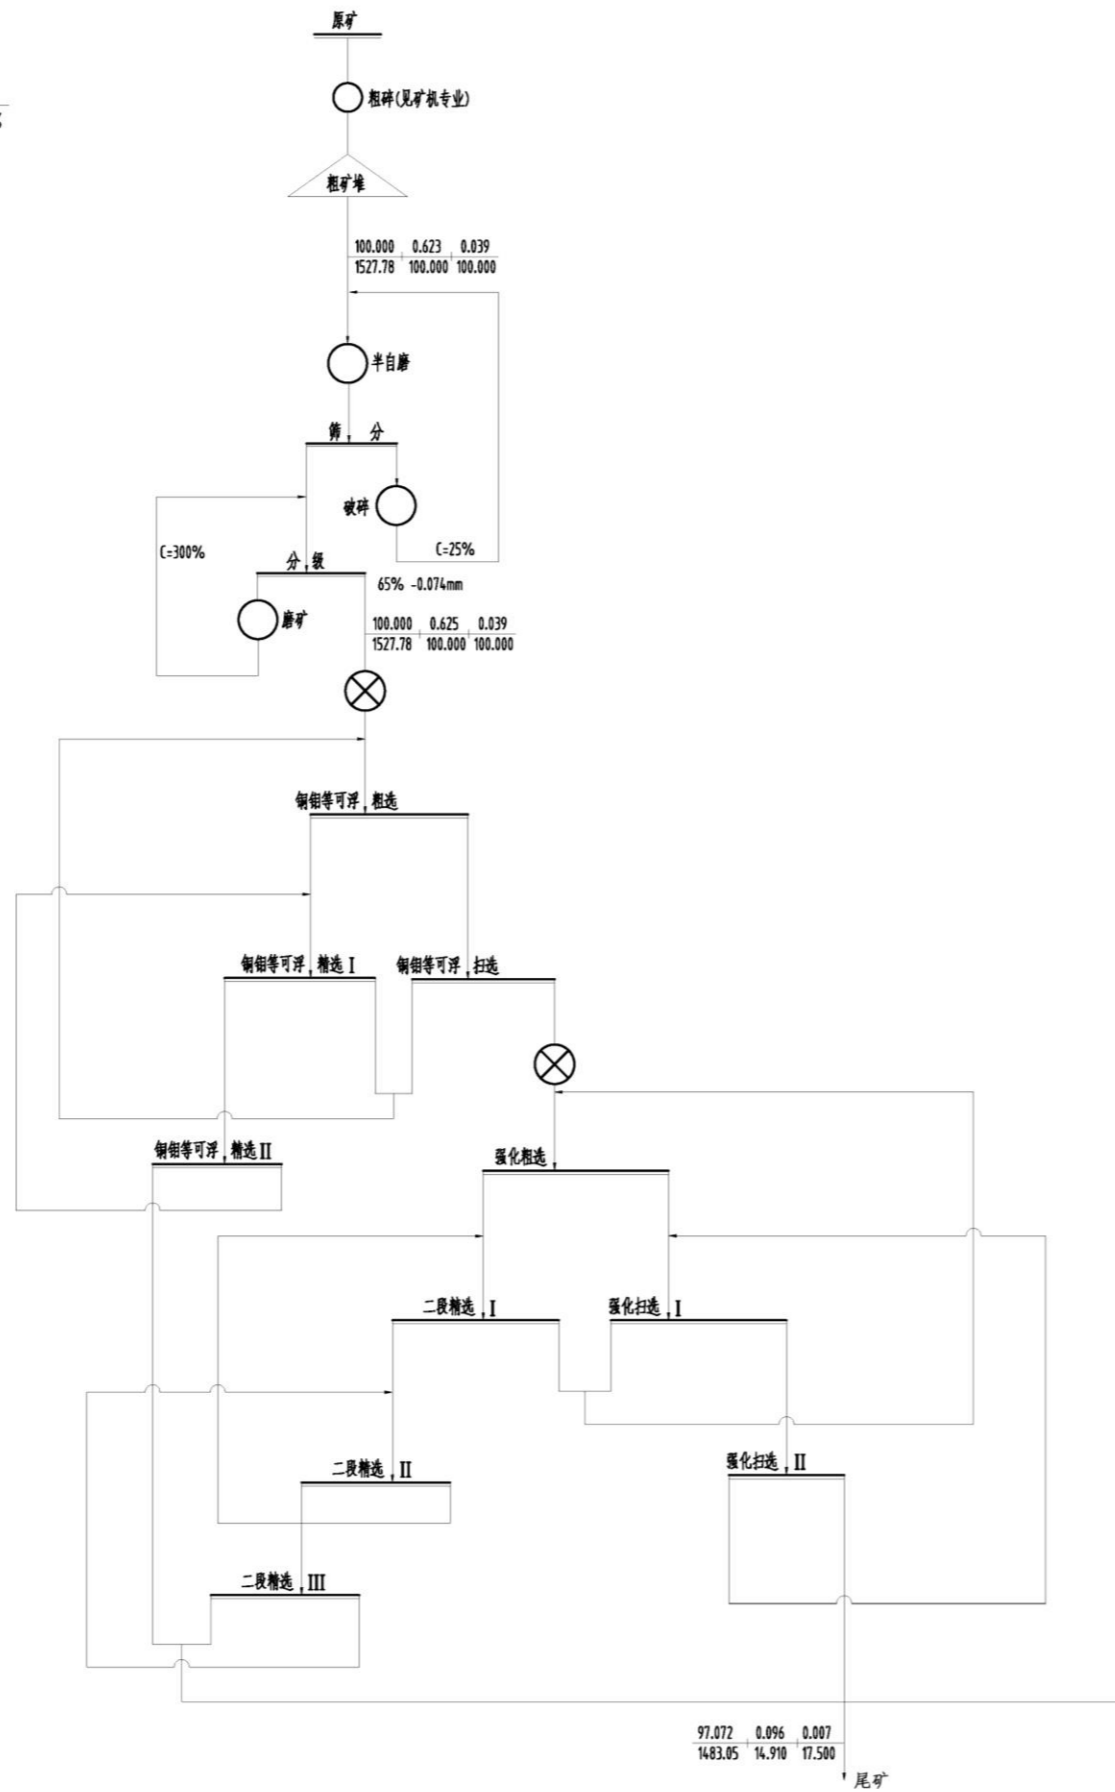 原矿
粗碎(见矿机专业)
粗矿堆
100.000 0.623 0.039
1527.78 100.000 100.000
半自磨
筛 分
破碎
C=300%
C=25%
分 级
65% -0.074mm
磨矿
100.000 0.625 0.039
1527.78 100.000 100.000
铜钼等可浮 粗选
铜钼等可浮 精选 I
铜钼等可浮 扫选
铜钼等可浮 精选 II
强化粗选
二段精选 I
强化扫选 I
二段精选 II
强化扫选 II
二段精选 III
97.072 0.096 0.007
1483.05 14.910 17.500
尾矿